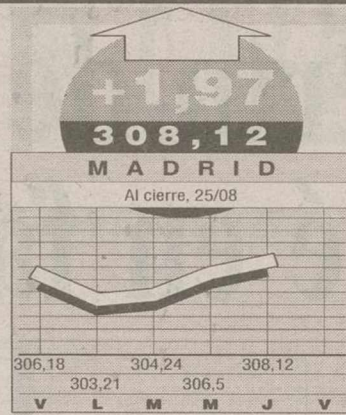 +1,97
308,12
MADRID
Al cierre, 25/08
306,18 304,24 308,12
303,21 306,5
V L M M J V